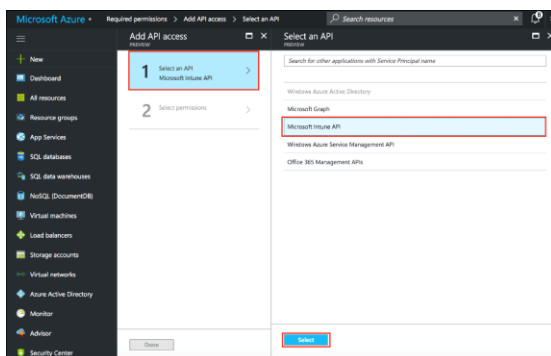 Microsoft Azure
Required permissions > Add API access > Select an API
Search resources
Add API access
PREVIEW
Select an API
PREVIEW
New
Dashboard
All resources
Resource groups
App Services
SQL databases
SQL data warehouses
NoSQL (DocumentDB)
Virtual machines
Load balancers
Storage accounts
Virtual networks
Azure Active Directory
Monitor
Advisor
Security Center
1
Select an API
Microsoft Intune API
2
Select permissions
Done
Search for other applications with Service Principal name
Windows Azure Active Directory
Microsoft Graph
Microsoft Intune API
Windows Azure Service Management API
Office 365 Management APIs
Select